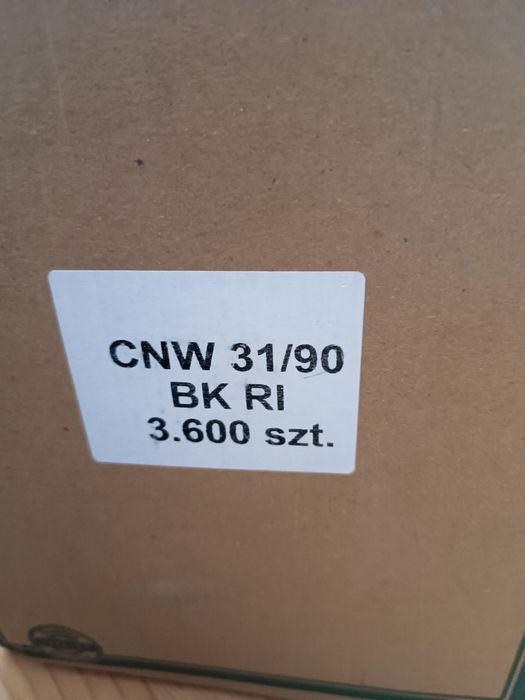 CNW 31/90
BK RI
3.600 szt.